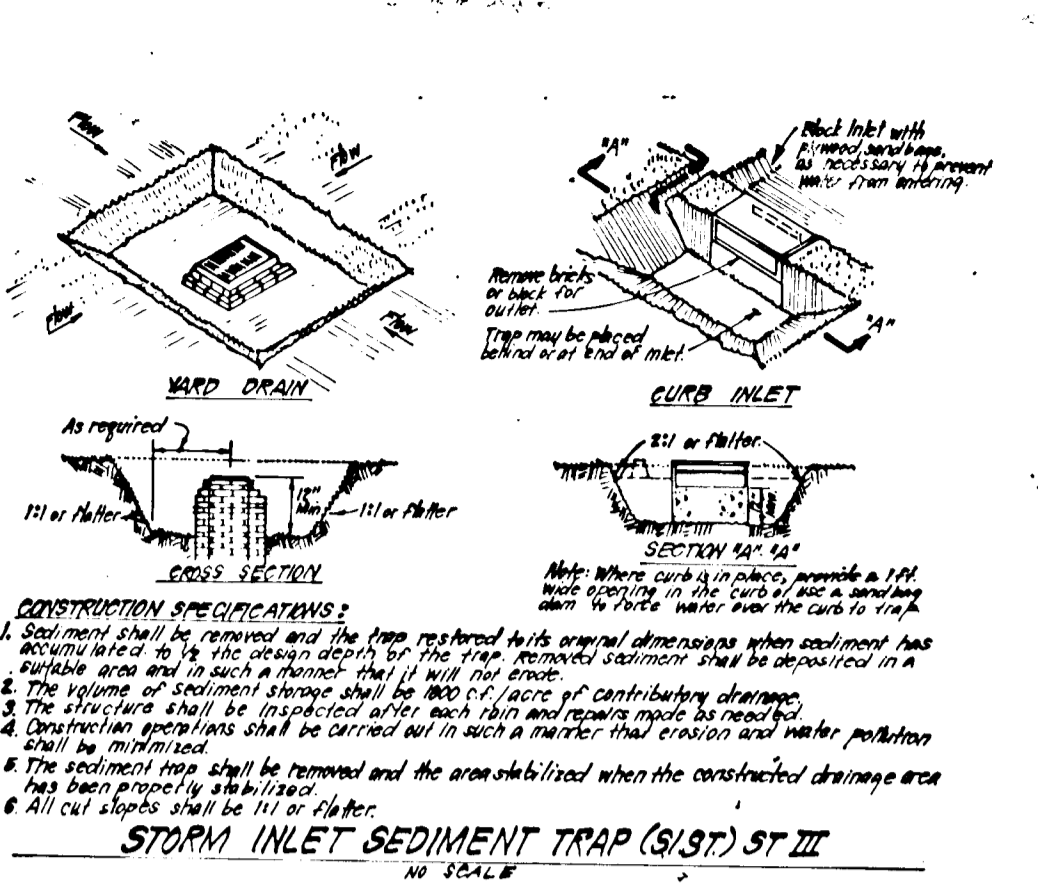 Flow
Flow
Flow
Flow
YARD DRAIN
"A"
Block Inlet with
plywood, sandbags,
as necessary to prevent
water from entering.
Remove bricks
or block for
outlet.
Trap may be placed
behind or at end of inlet.
"A"
CURB INLET
As required
1:1 or flatter
Min
1:1 or flatter
CROSS SECTION
2:1 or flatter
Min
SECTION "A"-"A"
Note: Where curb is in place, provide a 1 ft.
wide opening in the curb or use a sandbag
dam to force water over the curb to trap
CONSTRUCTION SPECIFICATIONS:
1. Sediment shall be removed and the trap restored to its original dimensions when sediment has
accumulated to 1/2 the design depth of the trap. Removed sediment shall be deposited in a
suitable area and in such a manner that it will not erode.
2. The volume of sediment storage shall be 1800 c.f./acre of contributory drainage.
3. The structure shall be inspected after each rain and repairs made as needed.
4. Construction operations shall be carried out in such a manner that erosion and water pollution
shall be minimized.
5. The sediment trap shall be removed and the area stabilized when the constructed drainage area
has been properly stabilized.
6. All cut slopes shall be 1:1 or flatter.
STORM INLET SEDIMENT TRAP (S.I.S.T.) ST III
NO SCALE